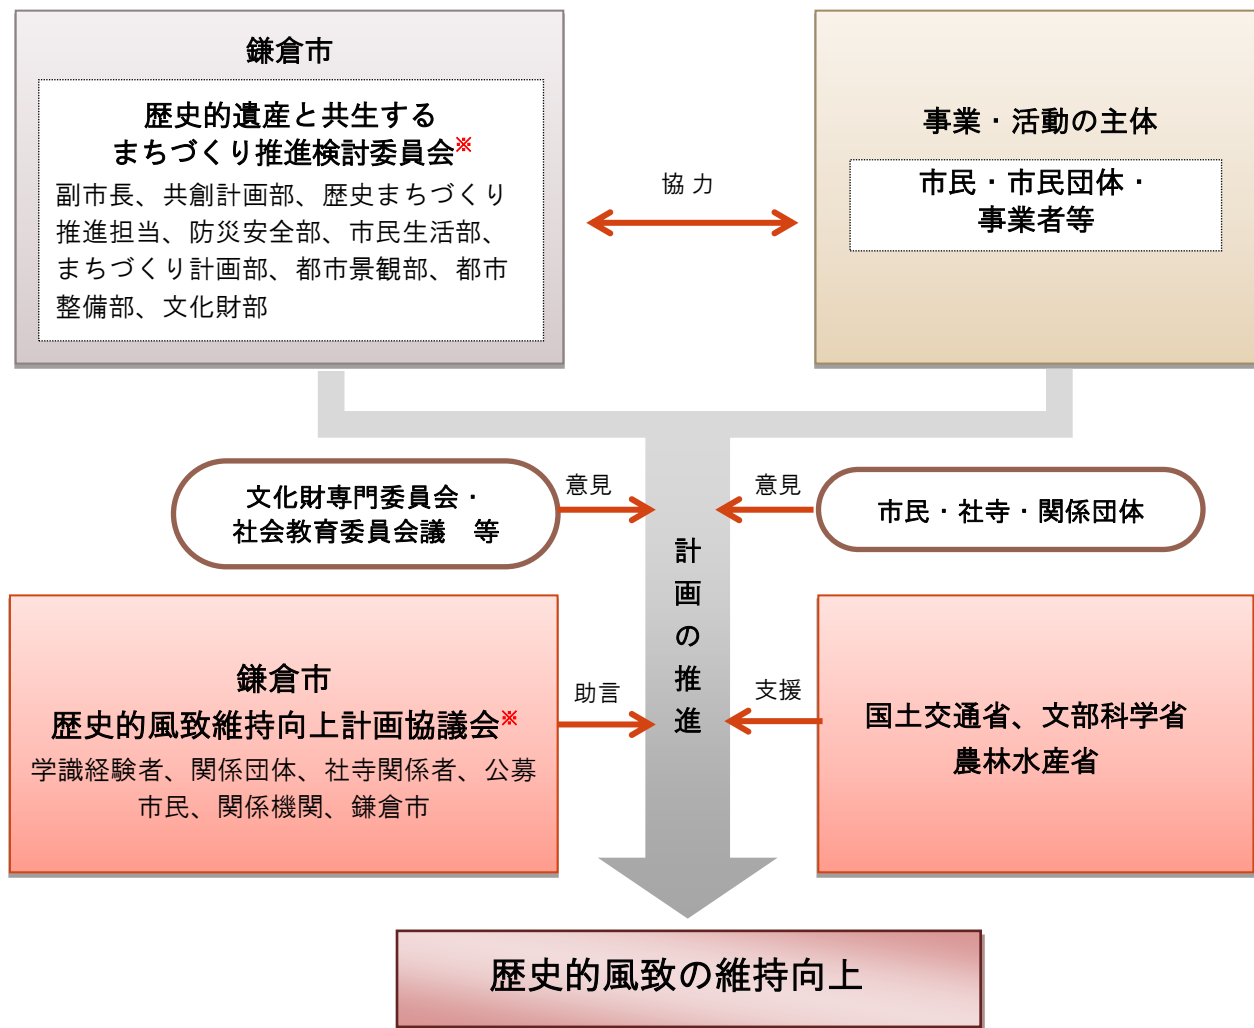 鎌倉市
歴史的遺産と共生する
まちづくり推進検討委員会※
副市長、共創計画部、歴史まちづくり
推進担当、防災安全部、市民生活部、
まちづくり計画部、都市景観部、都市
整備部、文化財部
協 力
事業・活動の主体
市民・市民団体・
事業者等
文化財専門委員会・
社会教育委員会議　等
意見
意見
市民・社寺・関係団体
計画の推進
鎌倉市
歴史的風致維持向上計画協議会※
学識経験者、関係団体、社寺関係者、公募
市民、関係機関、鎌倉市
助言
支援
国土交通省、文部科学省
農林水産省
歴史的風致の維持向上